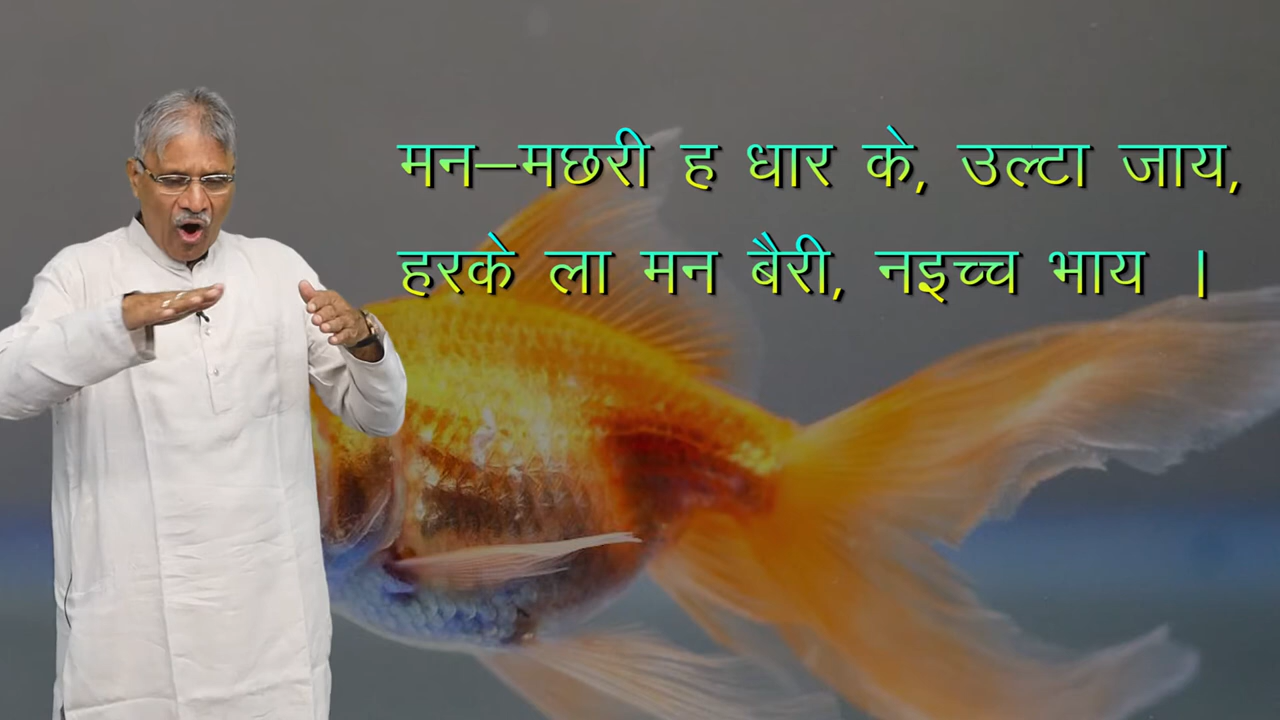 मन–मछरी ह धार के, उल्टा जाय,
हरके ला मन बैरी, नइच्च भाय ।